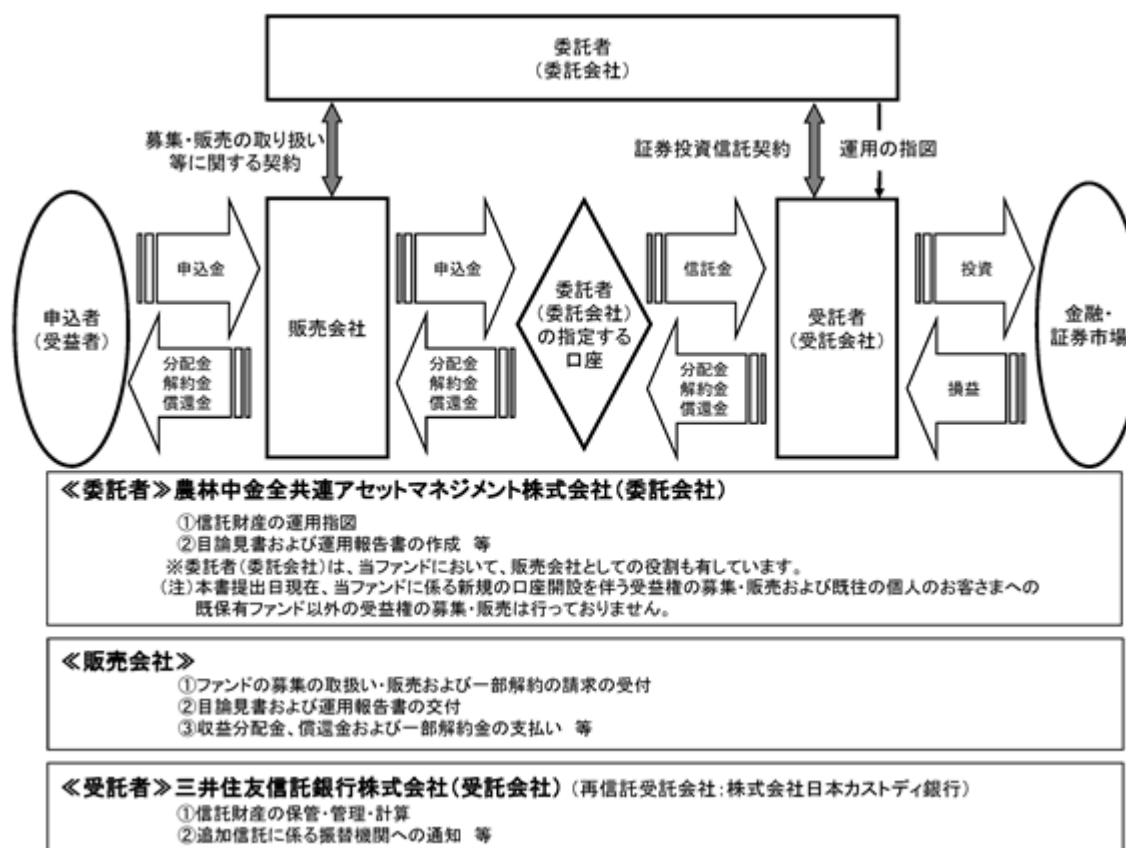 委託者
（委託会社）
募集・販売の取り扱い
等に関する契約
証券投資信託契約
運用の指図
申込者
（受益者）
申込金
分配金
解約金
償還金
販売会社
申込金
分配金
解約金
償還金
委託者
（委託会社）
の指定する
口座
信託金
分配金
解約金
償還金
受託者
（受託会社）
投資
損益
金融・
証券市場
≪委託者≫農林中金全共連アセットマネジメント株式会社（委託会社）
①信託財産の運用指図
②目論見書および運用報告書の作成 等
※委託者（委託会社）は、当ファンドにおいて、販売会社としての役割も有しています。
（注）本書提出日現在、当ファンドに係る新規の口座開設を伴う受益権の募集・販売および既往の個人のお客さまへの
既保有ファンド以外の受益権の募集・販売は行っておりません。
≪販売会社≫
①ファンドの募集の取扱い・販売および一部解約の請求の受付
②目論見書および運用報告書の交付
③収益分配金、償還金および一部解約金の支払い 等
≪受託者≫三井住友信託銀行株式会社（受託会社）（再信託受託会社：株式会社日本カストディ銀行）
①信託財産の保管・管理・計算
②追加信託に係る振替機関への通知 等